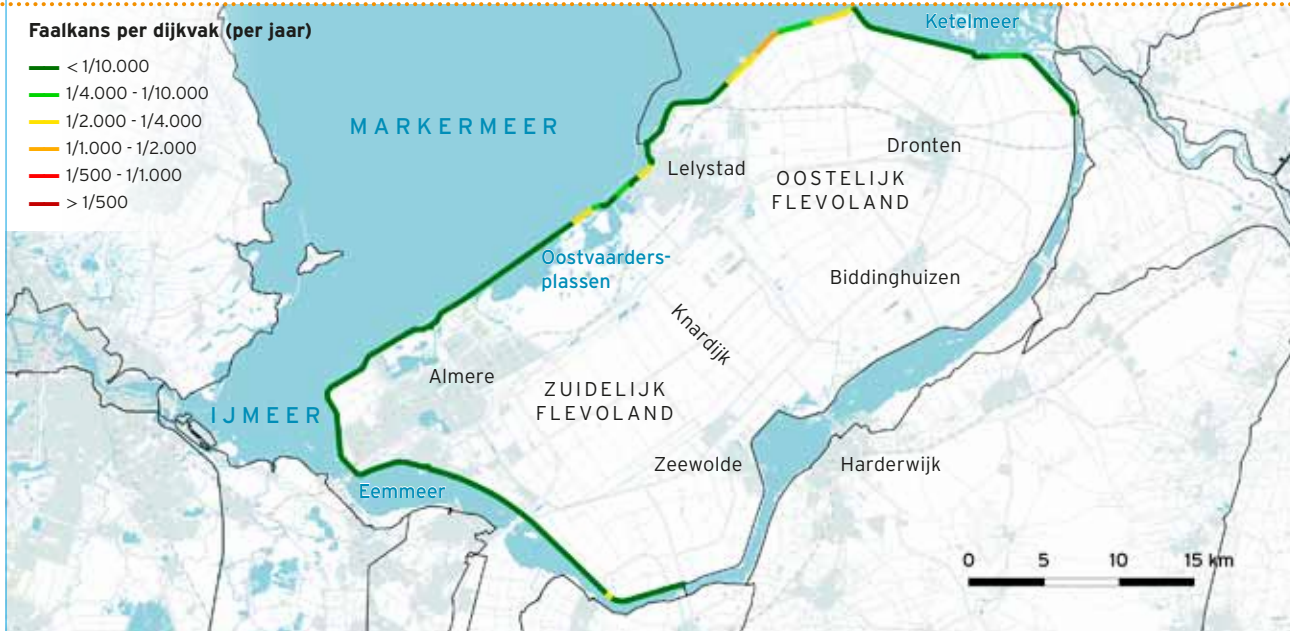 Faalkans per dijkvak (per jaar)
< 1/10.000
1/4.000 - 1/10.000
1/2.000 - 1/4.000
1/1.000 - 1/2.000
1/500 - 1/1.000
> 1/500
Ketelmeer
MARKERMEER
Dronten
Lelystad
OOSTELIJK
FLEVOLAND
Oostvaarders-
plassen
Biddinghuizen
Knardijk
Almere
ZUIDELIJK
FLEVOLAND
IJMEER
Zeewolde
Harderwijk
Eemmeer
0 5 10 15 km